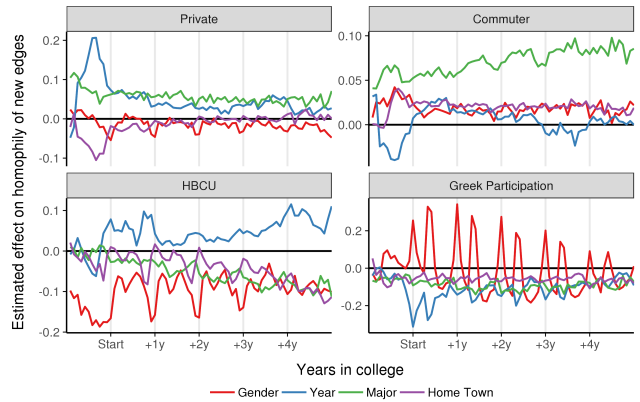 Private
Commuter
0.2
0.1
0.0
-0.1
0.10
0.05
0.00
Estimated effect on homophily of new edges
HBCU
Greek Participation
0.1
0.0
-0.1
-0.2
0.2
0.0
-0.2
Start +1y +2y +3y +4y
Start +1y +2y +3y +4y
Years in college
Gender Year Major Home Town